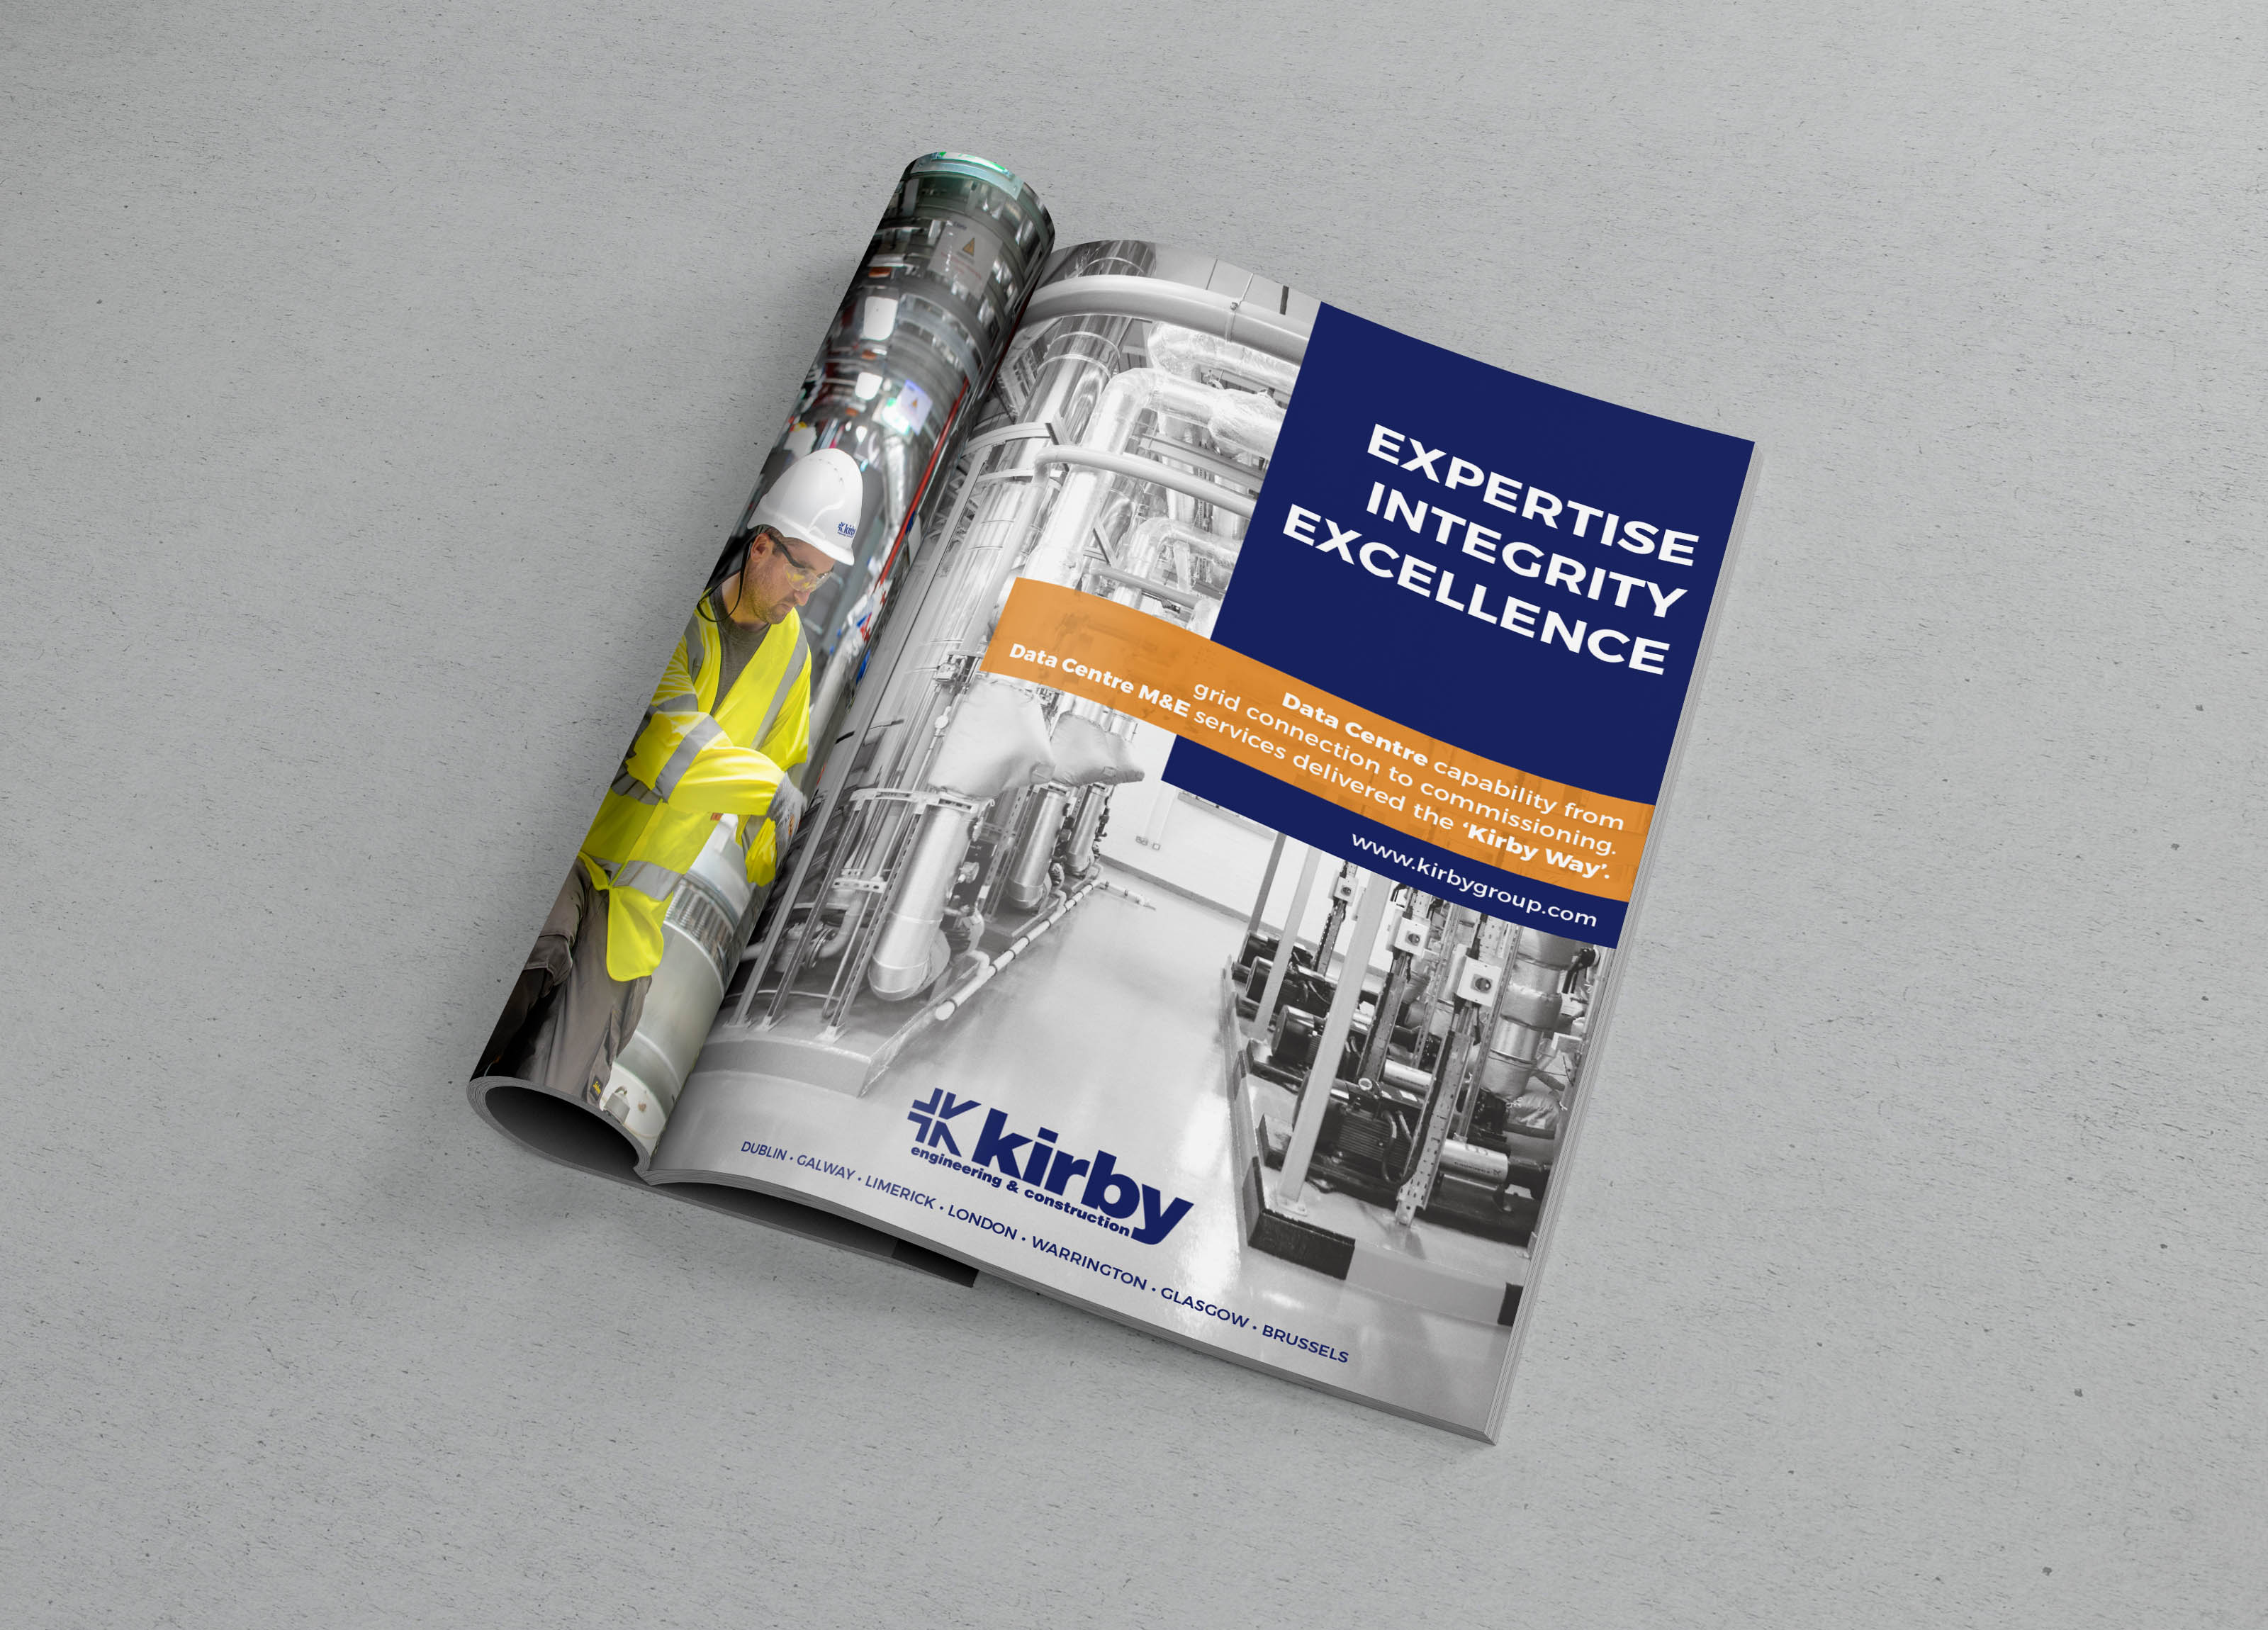 EXPERTISE
INTEGRITY
EXCELLENCE
Data Centre capability from
grid connection to commissioning.
Data Centre M&E services delivered the ‘Kirby Way’.
www.kirbygroup.com
kirby
engineering & construction
DUBLIN • GALWAY • LIMERICK • LONDON • WARRINGTON • GLASGOW • BRUSSELS
kirby